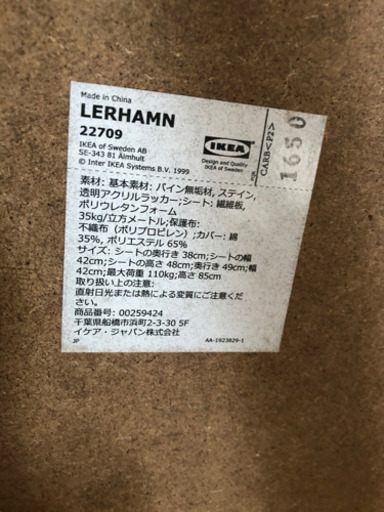 Made in China
LERHAMN
22709
IKEA of Sweden AB
SE-343 81 Älmhult
© Inter IKEA Systems B.V. 1999
IKEA
Design and Quality
IKEA of Sweden
CARB<P2>
1650
素材: 基本素材: パイン無垢材, ステイン,
透明アクリルラッカー; シート: 繊維板,
ポリウレタンフォーム
35kg/立方メートル; 保護布:
不織布 (ポリプロピレン); カバー: 綿
35%, ポリエステル 65%
サイズ: シートの奥行き 38cm; シートの幅
42cm; シートの高さ 48cm; 奥行き 49cm; 幅
42cm; 最大荷重 110kg; 高さ 85cm
取り扱い上の注意:
直射日光または熱による変質にご注意くだ
さい。
商品番号: 00259424
千葉県船橋市浜町2-3-30 5F
イケア・ジャパン株式会社
JP
AA-1923829-1